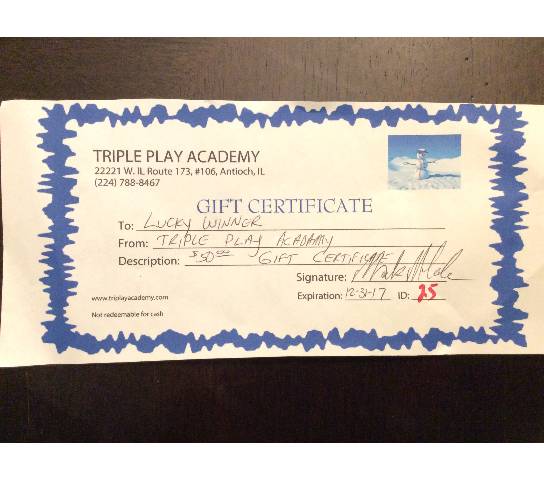 TRIPLE PLAY ACADEMY
22221 W. IL Route 173, #106, Antioch, IL
(224) 788-8467
GIFT CERTIFICATE
To: LUCKY WINNER
From: TRIPLE PLAY ACADAMY
Description: $50.00 GIFT CERTIFICATE
Signature:
Expiration: 12-31-17 ID: 25
www.triplayacademy.com
Not redeemable for cash